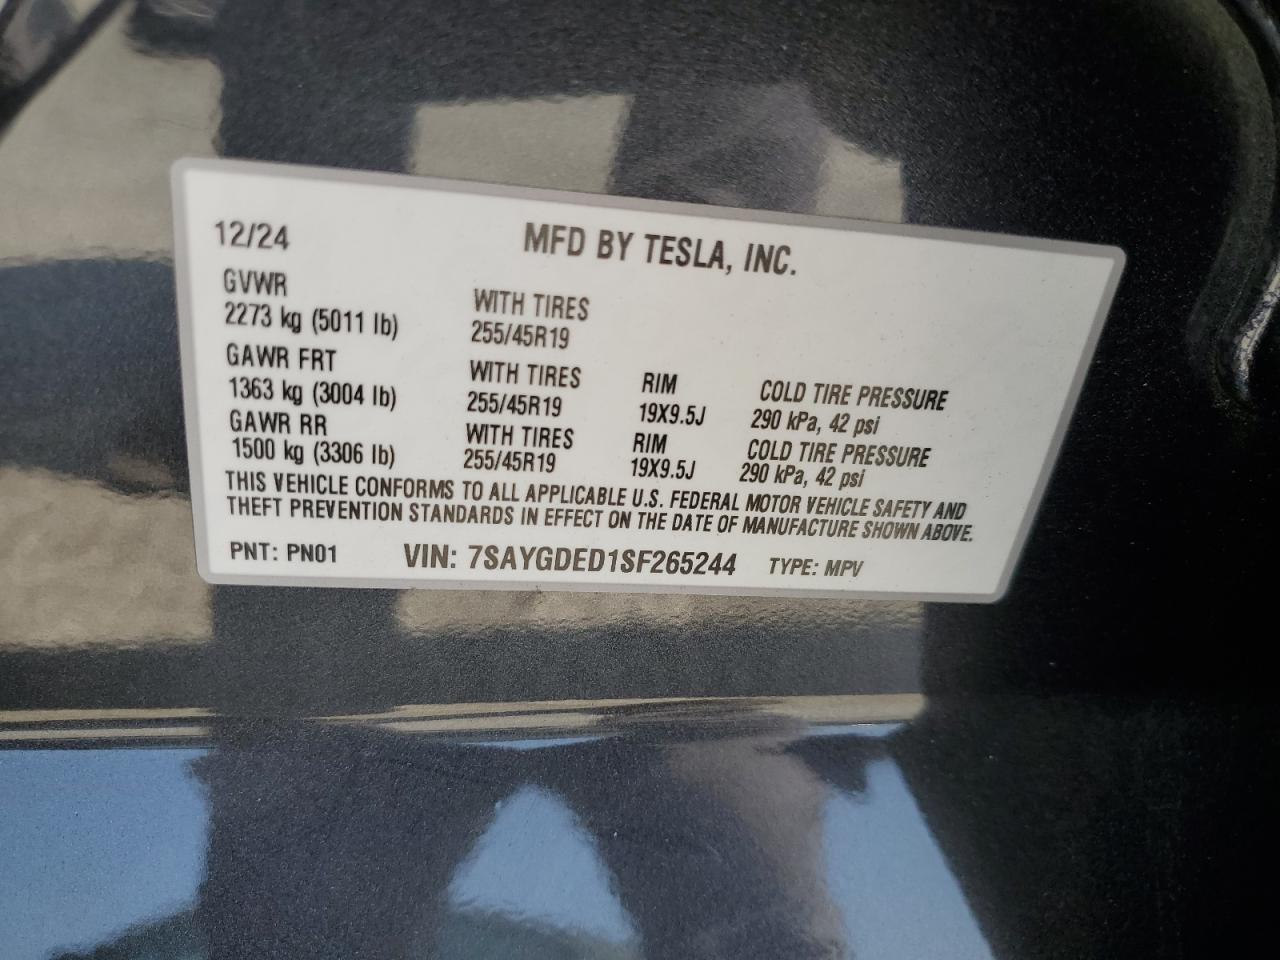 12/24 MFD BY TESLA, INC.
GVWR WITH TIRES
2273 kg (5011 lb) 255/45R19
GAWR FRT WITH TIRES RIM COLD TIRE PRESSURE
1363 kg (3004 lb) 255/45R19 19X9.5J 290 kPa, 42 psi
GAWR RR WITH TIRES RIM COLD TIRE PRESSURE
1500 kg (3306 lb) 255/45R19 19X9.5J 290 kPa, 42 psi
THIS VEHICLE CONFORMS TO ALL APPLICABLE U.S. FEDERAL MOTOR VEHICLE SAFETY AND
THEFT PREVENTION STANDARDS IN EFFECT ON THE DATE OF MANUFACTURE SHOWN ABOVE.
PNT: PN01 VIN: 7SAYGDED1SF265244 TYPE: MPV